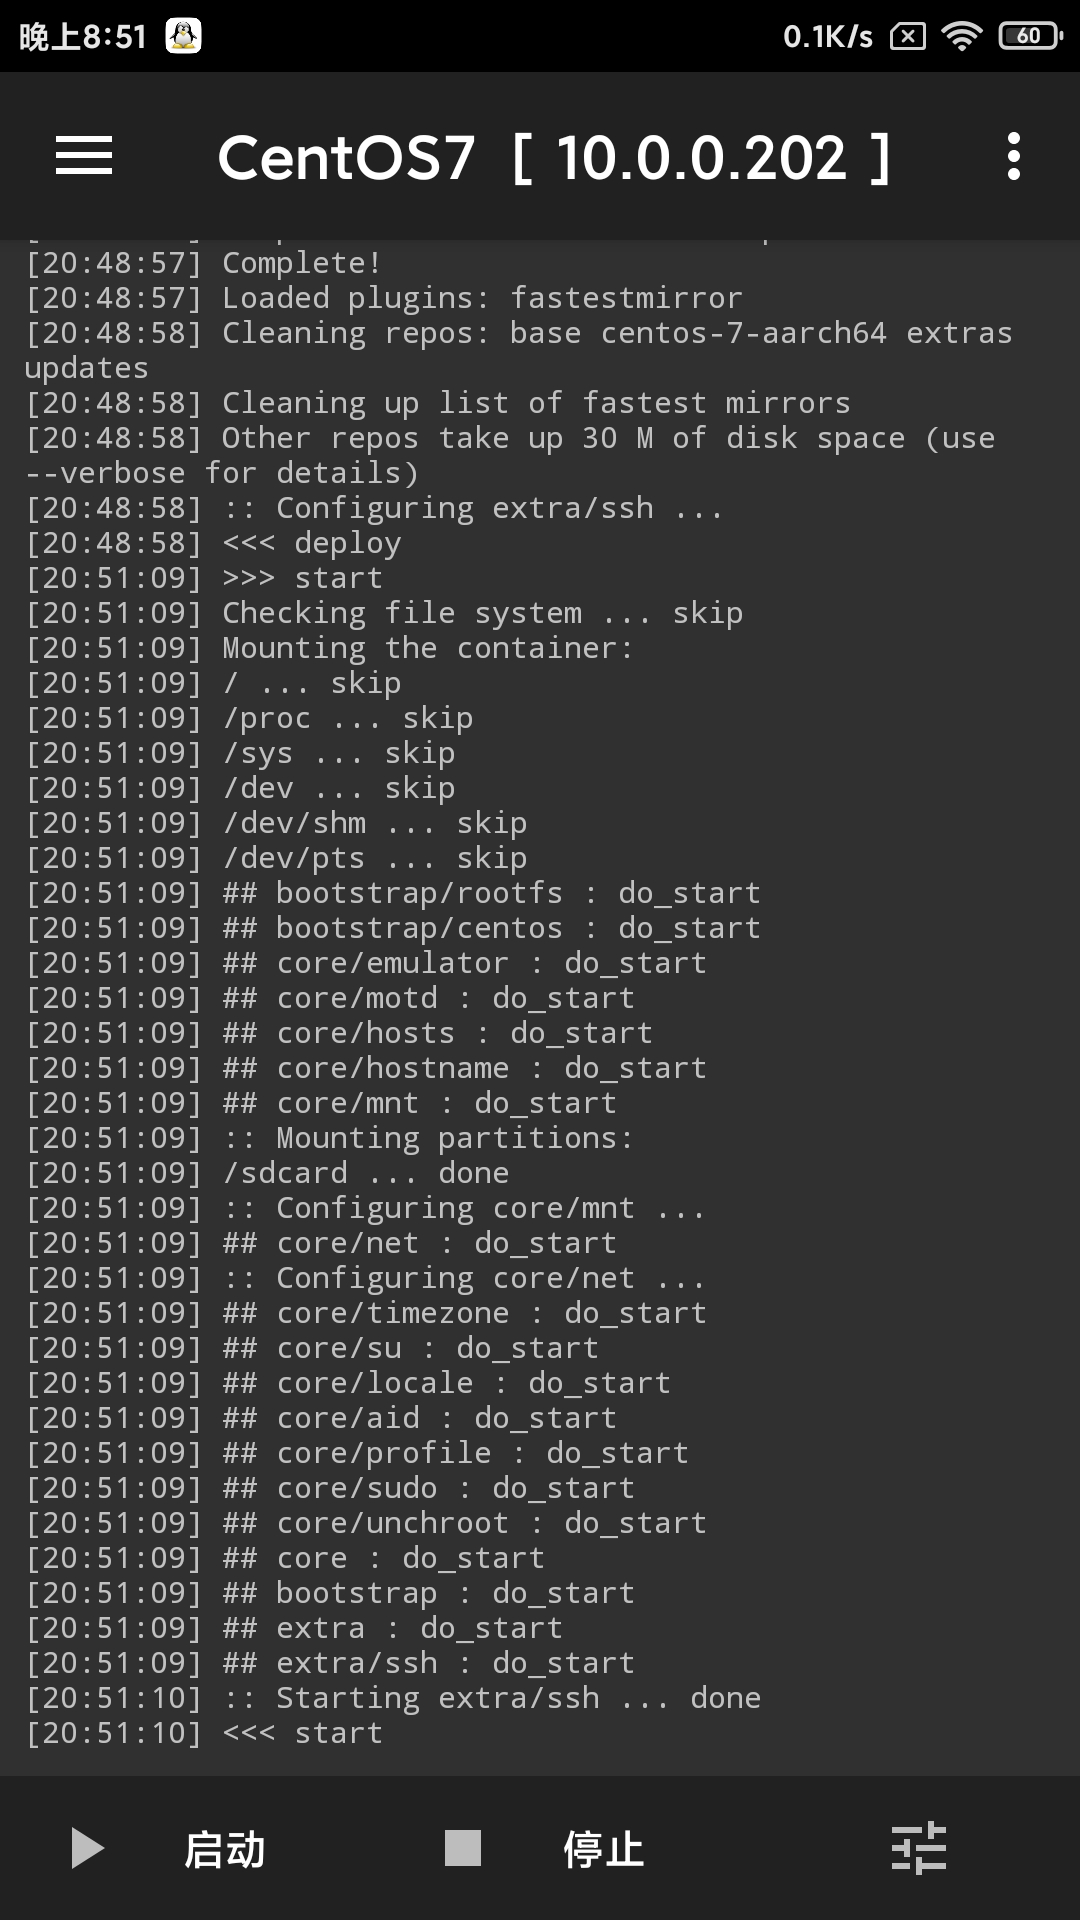 晚上8:51
0.1K/s
60
CentOS7 [ 10.0.0.202 ]
[20:48:57] Complete!
[20:48:57] Loaded plugins: fastestmirror
[20:48:58] Cleaning repos: base centos-7-aarch64 extras
updates
[20:48:58] Cleaning up list of fastest mirrors
[20:48:58] Other repos take up 30 M of disk space (use
--verbose for details)
[20:48:58] :: Configuring extra/ssh ...
[20:48:58] <<< deploy
[20:51:09] >>> start
[20:51:09] Checking file system ... skip
[20:51:09] Mounting the container:
[20:51:09] / ... skip
[20:51:09] /proc ... skip
[20:51:09] /sys ... skip
[20:51:09] /dev ... skip
[20:51:09] /dev/shm ... skip
[20:51:09] /dev/pts ... skip
[20:51:09] ## bootstrap/rootfs : do_start
[20:51:09] ## bootstrap/centos : do_start
[20:51:09] ## core/emulator : do_start
[20:51:09] ## core/motd : do_start
[20:51:09] ## core/hosts : do_start
[20:51:09] ## core/hostname : do_start
[20:51:09] ## core/mnt : do_start
[20:51:09] :: Mounting partitions:
[20:51:09] /sdcard ... done
[20:51:09] :: Configuring core/mnt ...
[20:51:09] ## core/net : do_start
[20:51:09] :: Configuring core/net ...
[20:51:09] ## core/timezone : do_start
[20:51:09] ## core/su : do_start
[20:51:09] ## core/locale : do_start
[20:51:09] ## core/aid : do_start
[20:51:09] ## core/profile : do_start
[20:51:09] ## core/sudo : do_start
[20:51:09] ## core/unchroot : do_start
[20:51:09] ## core : do_start
[20:51:09] ## bootstrap : do_start
[20:51:09] ## extra : do_start
[20:51:09] ## extra/ssh : do_start
[20:51:10] :: Starting extra/ssh ... done
[20:51:10] <<< start
启动
停止